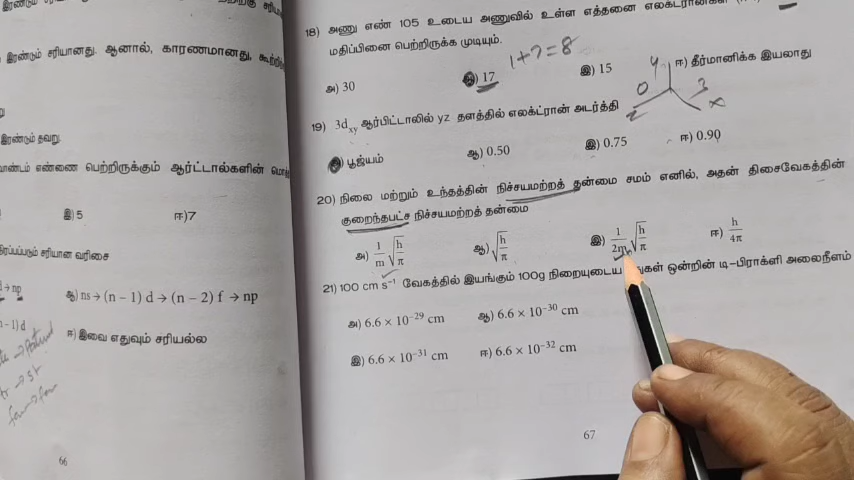 இரண்டும் சரியானது. ஆனால், காரணமானது,
இரண்டும் தவறு.
எண்ணை பெற்றிருக்கும் ஆர்ட்டால்களின்
இ) 5 ஈ) 7
சரியான வரிசை
→ np ஆ) ns → (n − 1) d → (n − 2) f → np
n − 1) d ஈ) இவை எதுவும் சரியல்ல
66
18) அணு எண் 105 உடைய அணுவில் உள்ள எத்தனை எலக்ட்ரான்கள்
மதிப்பினை பெற்றிருக்க முடியும்.
1+7=8
அ) 30 ஆ) 17 இ) 15 ஈ) தீர்மானிக்க இயலாது
y 0 3 z x
19) 3dxy ஆர்பிட்டாலில் yz தளத்தில் எலக்ட்ரான் அடர்த்தி
அ) பூஜ்யம் ஆ) 0.50 இ) 0.75 ஈ) 0.90
20) நிலை மற்றும் உந்தத்தின் நிச்சயமற்றத் தன்மை சமம் எனில், அதன் திசைவேகத்தின்
குறைந்தபட்ச நிச்சயமற்றத் தன்மை
அ) 1/m √h/π ஆ) √h/π இ) 1/2m √h/π ஈ) h/4π
21) 100 cm s⁻¹ வேகத்தில் இயங்கும் 100g நிறையுடைய ஒன்றின் டி-பிராக்ளி அலைநீளம்
அ) 6.6 × 10⁻²⁹ cm ஆ) 6.6 × 10⁻³⁰ cm
இ) 6.6 × 10⁻³¹ cm ஈ) 6.6 × 10⁻³² cm
67